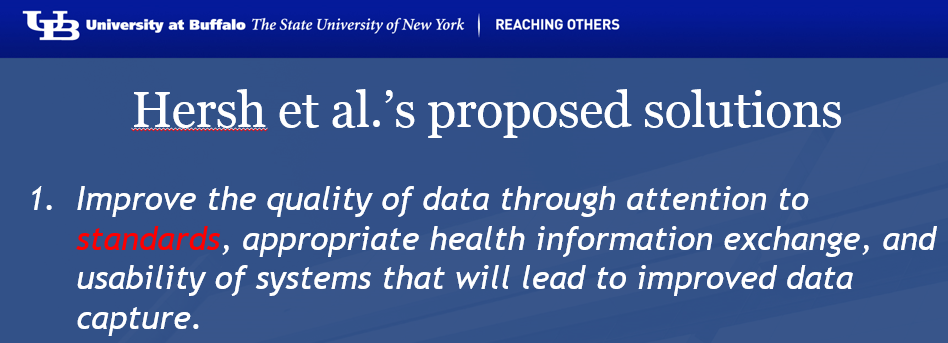 UB University at Buffalo The State University of New York | REACHING OTHERS
Hersh et al.’s proposed solutions
1. Improve the quality of data through attention to
standards, appropriate health information exchange, and
usability of systems that will lead to improved data
capture.